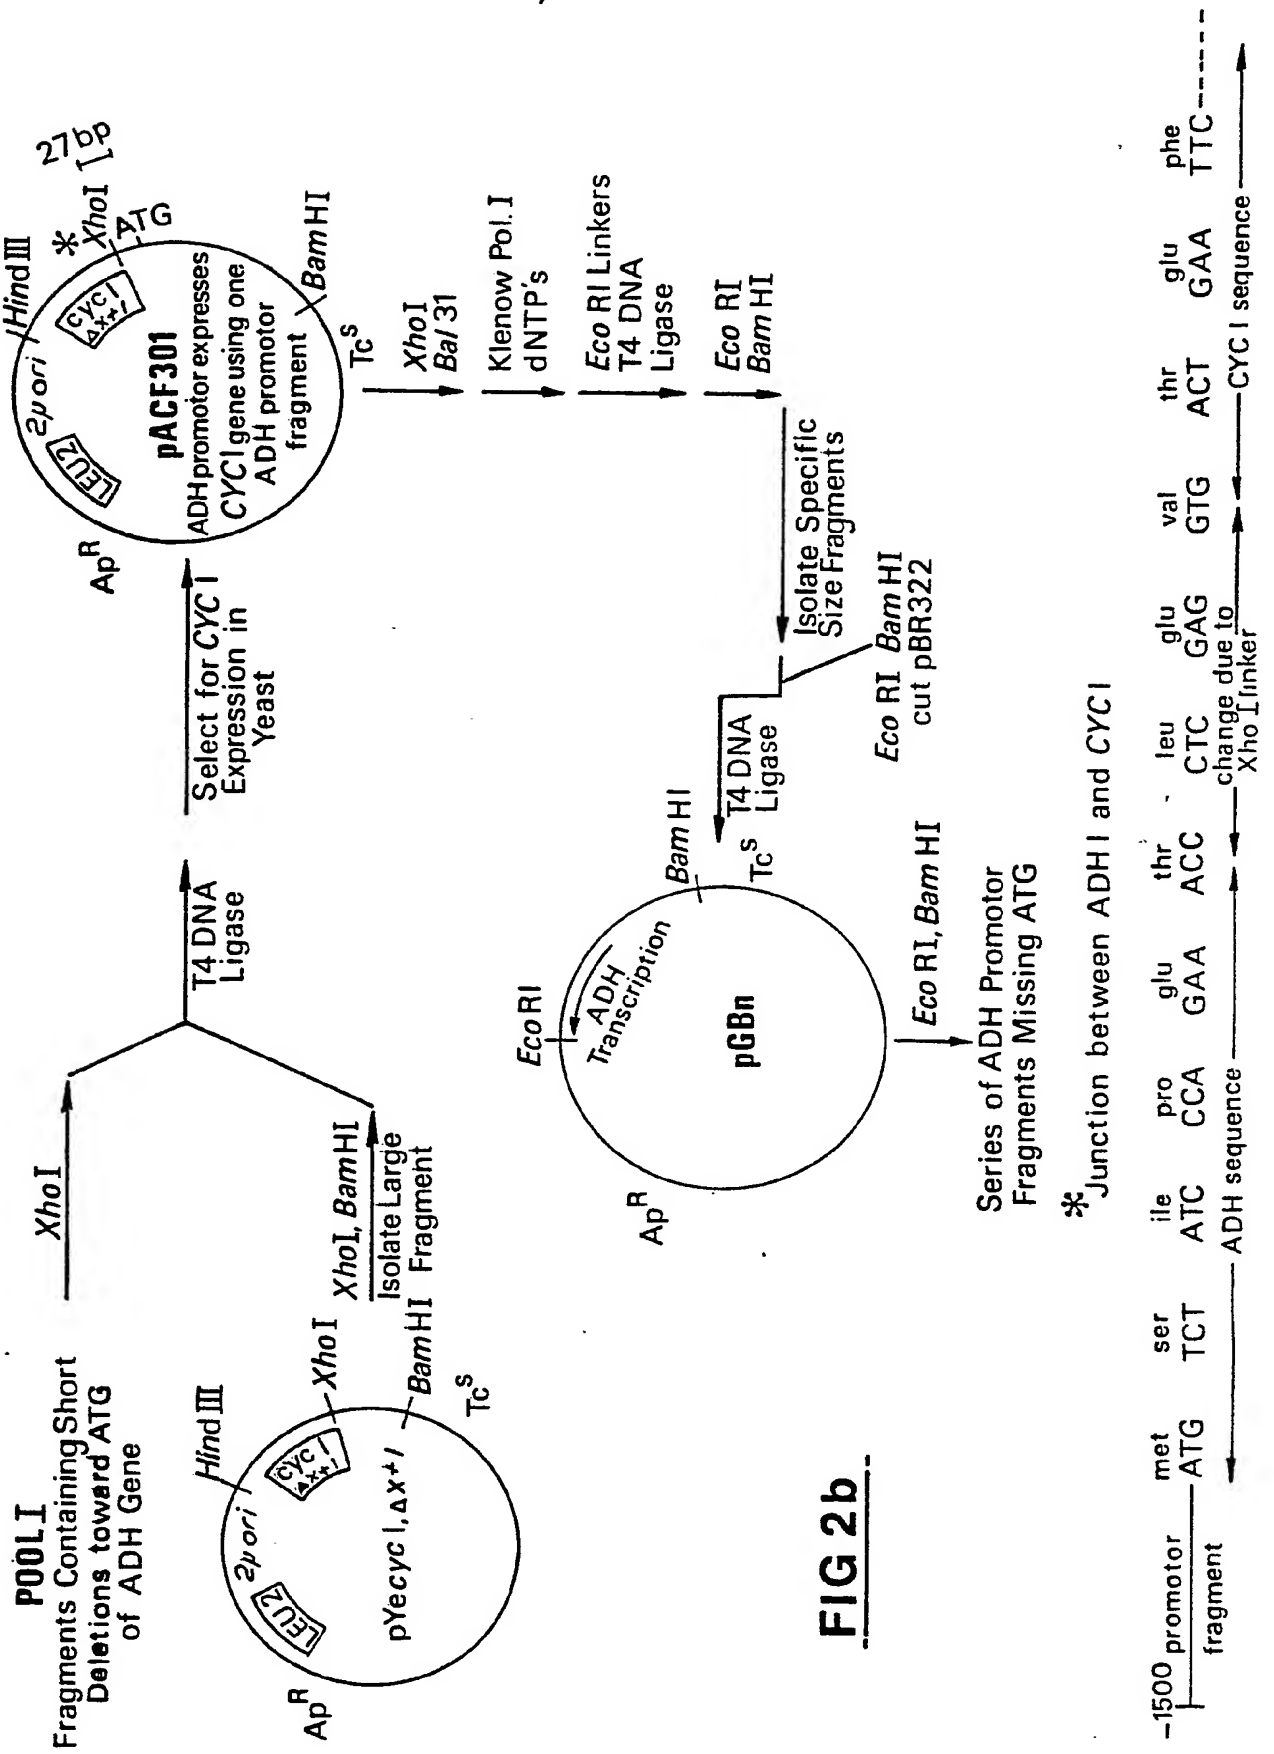 POOL I
Fragments Containing Short
Deletions toward ATG
of ADH Gene
XhoI
HindIII
2μ ori
LEU2
CYC I
Δx+1
XhoI
BamHI
Tc^S
Ap^R
pYecyc I, Δx+1
XhoI, BamHI
Isolate Large
Fragment
T4 DNA
Ligase
Select for CYC I
Expression in
Yeast
HindIII
*
XhoI
27bp
ATG
2μ ori
LEU2
CYC I
Δx+1
pACF301
ADH promotor expresses
CYC I gene using one
ADH promotor
fragment
BamHI
Tc^S
Ap^R
XhoI
Bal 31
Klenow Pol. I
dNTP's
Eco RI Linkers
T4 DNA
Ligase
Eco RI
Bam HI
Isolate Specific
Size Fragments
Eco RI Bam HI
cut pBR322
T4 DNA
Ligase
EcoRI
BamHI
ADH
Transcription
Tc^S
pGBn
Ap^R
Eco RI, Bam HI
Series of ADH Promotor
Fragments Missing ATG
* Junction between ADH I and CYC I
FIG 2b
met ser ile pro glu thr leu glu val thr glu phe
-1500 ATG TCT ATC CCA GAA ACC CTC GAG GTG ACT GAA TTC------
promotor
fragment
ADH sequence
change due to
Xho I linker
CYC I sequence